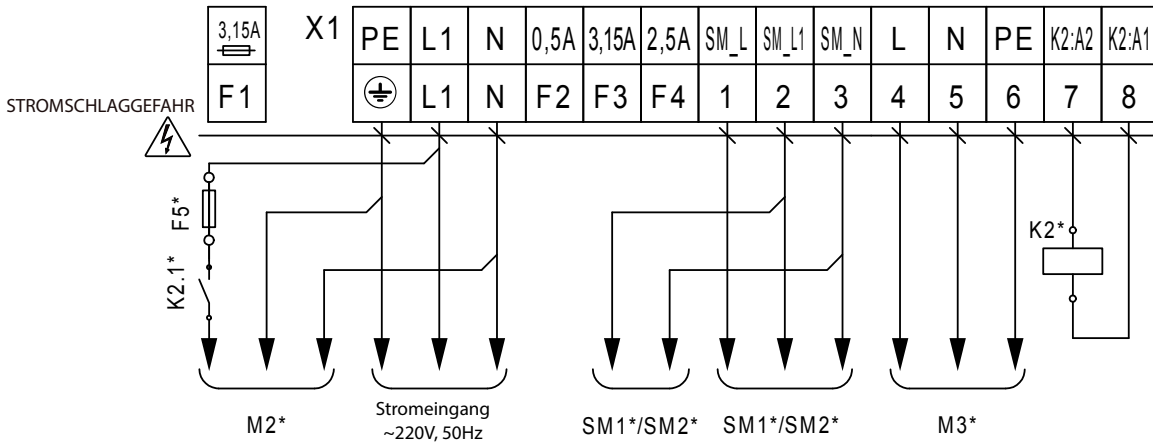 3,15A X1 PE L1 N 0,5A 3,15A 2,5A SM_L SM_L1 SM_N L N PE K2:A2 K2:A1
F1 L1 N F2 F3 F4 1 2 3 4 5 6 7 8
STROMSCHLAGGEFAHR
F5*
K2.1*
K2*
M2*
Stromeingang
~220V, 50Hz
SM1*/SM2*
SM1*/SM2*
M3*